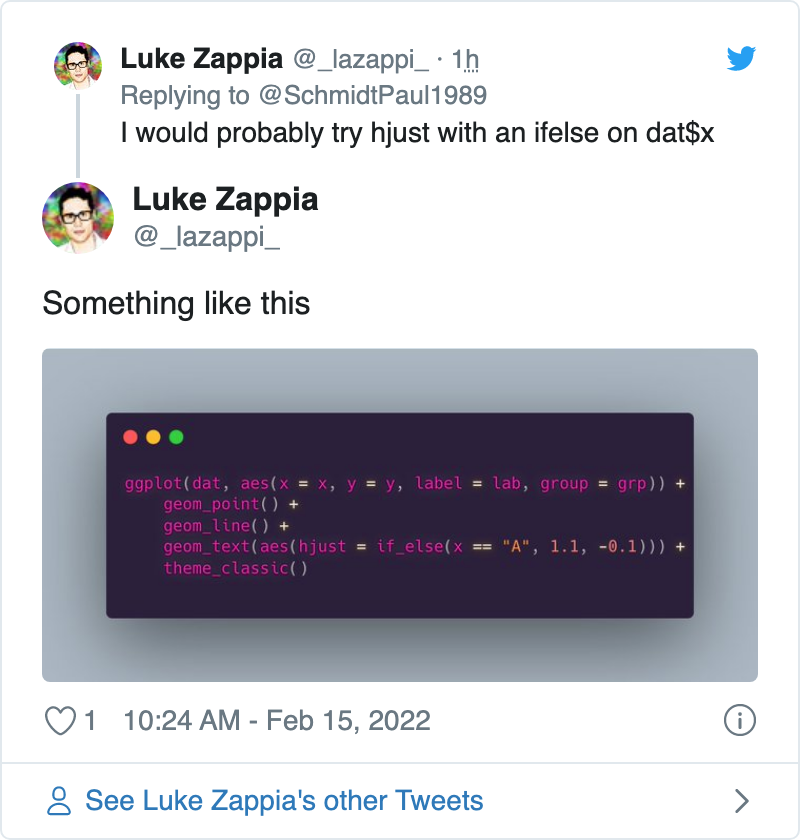 Luke Zappia @_lazappi_ · 1h
Replying to @SchmidtPaul1989
I would probably try hjust with an ifelse on dat$x
Luke Zappia
@_lazappi_
Something like this
ggplot(dat, aes(x = x, y = y, label = lab, group = grp)) +
    geom_point() +
    geom_line() +
    geom_text(aes(hjust = if_else(x == "A", 1.1, -0.1))) +
    theme_classic()
1 10:24 AM - Feb 15, 2022
See Luke Zappia's other Tweets